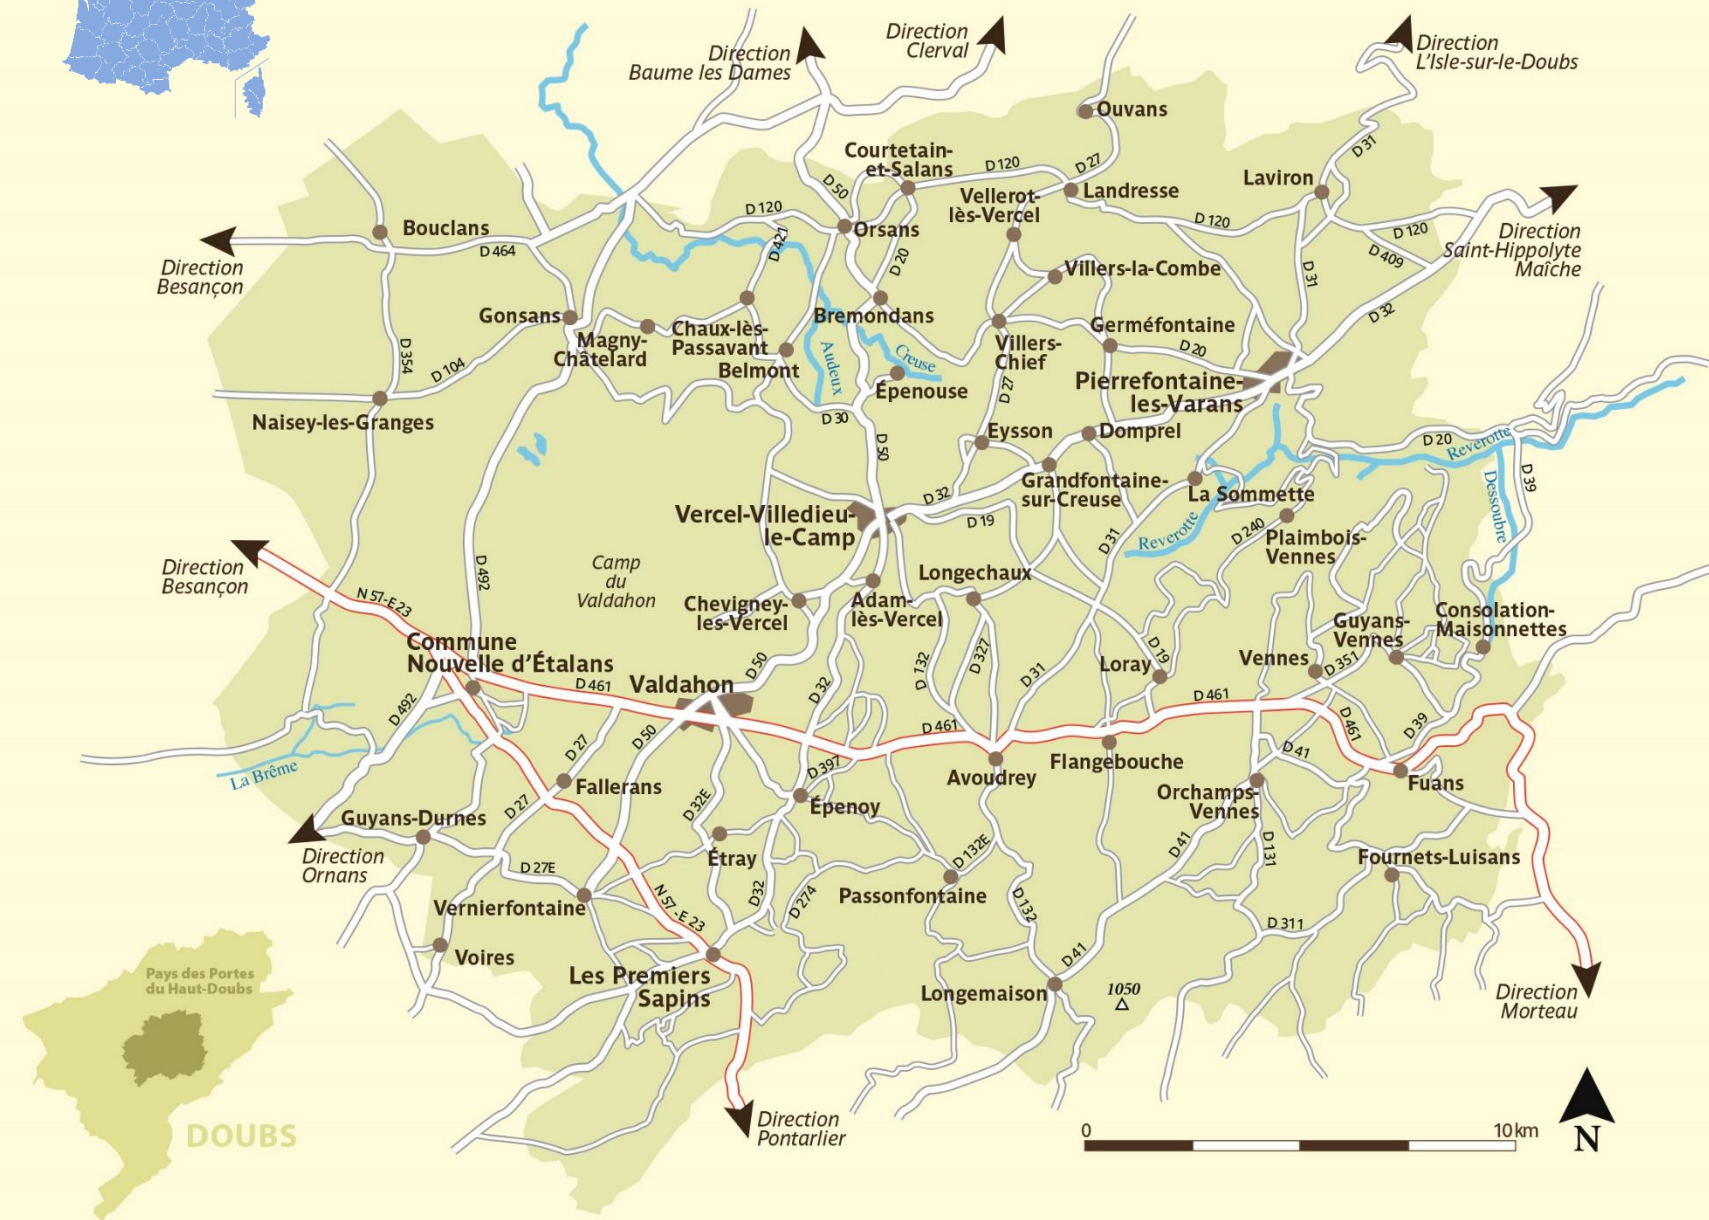 Direction
Baume les Dames
Direction
Clerval
Direction
L'Isle-sur-le-Doubs
Ouvans
D 31
Courtetain-
et-Salans
D 120
D 27
D 50
Laviron
Vellerot-
lès-Vercel
Landresse
D 120
D 120
D 120
Bouclans
Orsans
Direction
Saint-Hippolyte
Maîche
D 464
D 421
D 20
D 409
Direction
Besançon
Villers-la-Combe
D 31
D 32
Gonsans
Bremondans
Magny-
Châtelard
Chaux-lès-
Passavant
Germéfontaine
Villers-
Chief
D 20
D 354
D 104
Belmont
Audeux
Creuse
Épenouse
D 27
Pierrefontaine-
les-Varans
Naisey-les-Granges
D 30
D 50
Eysson
Domprel
D 20
Reverotte
Grandfontaine-
sur-Creuse
La Sommette
D 39
Dessoubre
D 32
Vercel-Villedieu-
le-Camp
D 19
D 31
Reverotte
D 240
Plaimbois-
Vennes
Direction
Besançon
Camp
du
Valdahon
D 492
Longechaux
N 57-E 23
Chevigney-
les-Vercel
Adam-
lès-Vercel
Guyans-
Vennes
Consolation-
Maisonnettes
Commune
Nouvelle d'Étalans
D 50
D 132
D 327
D 31
D 19
Loray
Vennes
D 351
D 461
Valdahon
D 32
D 461
D 492
D 27
D 50
D 461
D 461
D 39
D 41
La Brême
D 397
Avoudrey
Flangebouche
Fallerans
Fuans
D 32E
Épenoy
Orchamps-
Vennes
Guyans-Durnes
D 27
Direction
Ornans
Étray
D 132E
D 41
D 131
Fournets-Luisans
D 27E
Vernierfontaine
N 57 -E 23
D32
D 274
Passonfontaine
D 132
D 311
Voires
Les Premiers
Sapins
D 41
Longemaison
1050
Direction
Morteau
Pays des Portes
du Haut-Doubs
DOUBS
Direction
Pontarlier
0
10 km
N